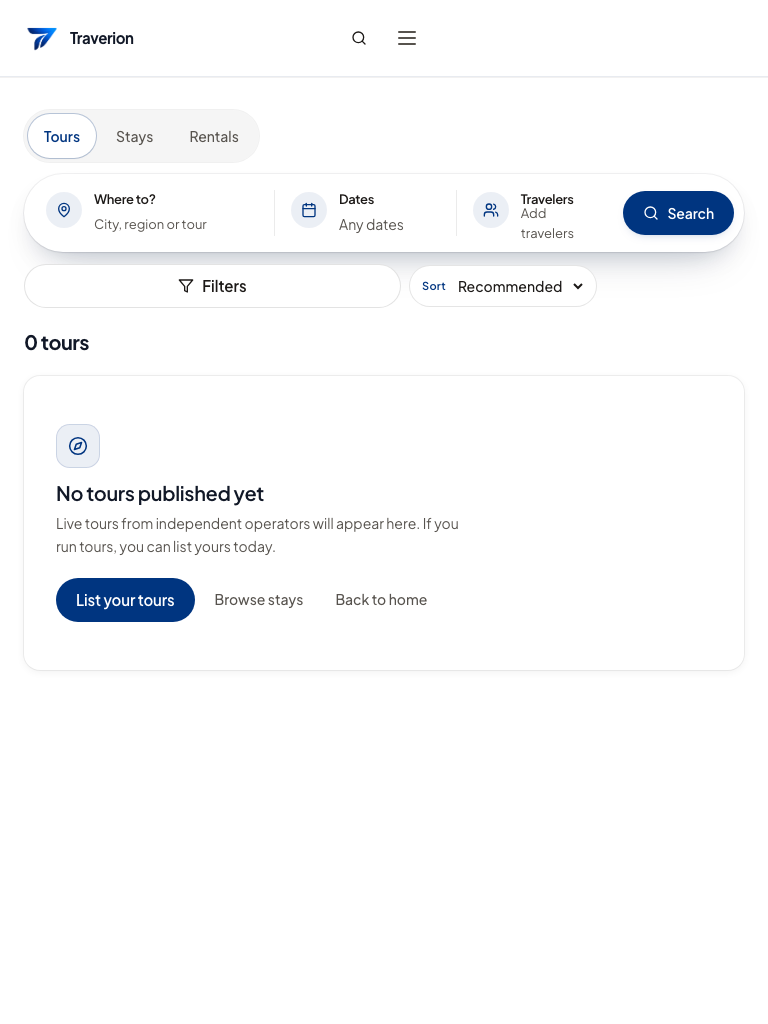 Traverion
Tours
Stays
Rentals
Where to?
City, region or tour
Dates
Any dates
Travelers
Add
travelers
Search
Filters
Sort
Recommended
0 tours
No tours published yet
Live tours from independent operators will appear here. If you
run tours, you can list yours today.
List your tours
Browse stays
Back to home